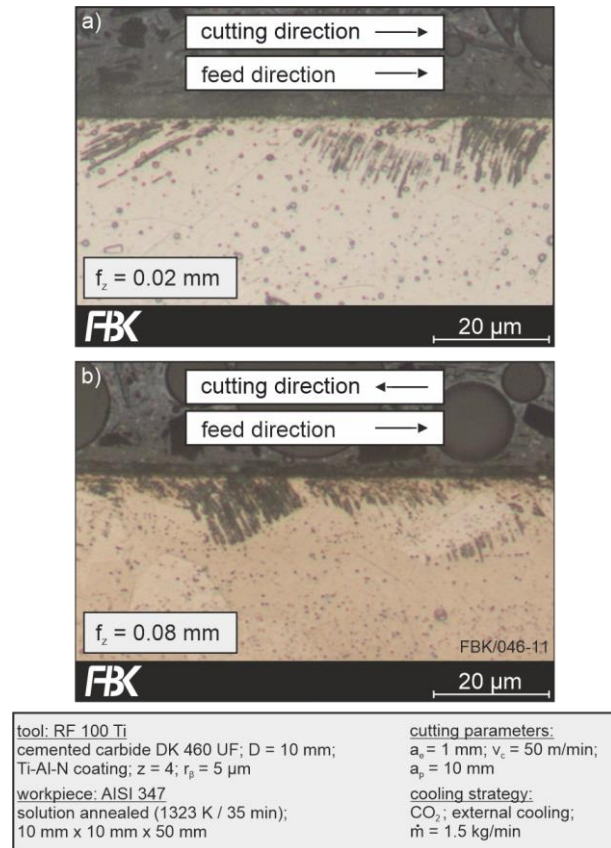 a)
cutting direction →
feed direction →
f_z = 0.02 mm
FBK
20 µm
b)
cutting direction ←
feed direction →
f_z = 0.08 mm
FBK/046-11
FBK
20 µm
tool: RF 100 Ti
cemented carbide DK 460 UF; D = 10 mm;
Ti-Al-N coating; z = 4; r_β = 5 µm
workpiece: AISI 347
solution annealed (1323 K / 35 min);
10 mm x 10 mm x 50 mm
cutting parameters:
a_e = 1 mm; v_c = 50 m/min;
a_p = 10 mm
cooling strategy:
CO₂; external cooling;
ṁ = 1.5 kg/min